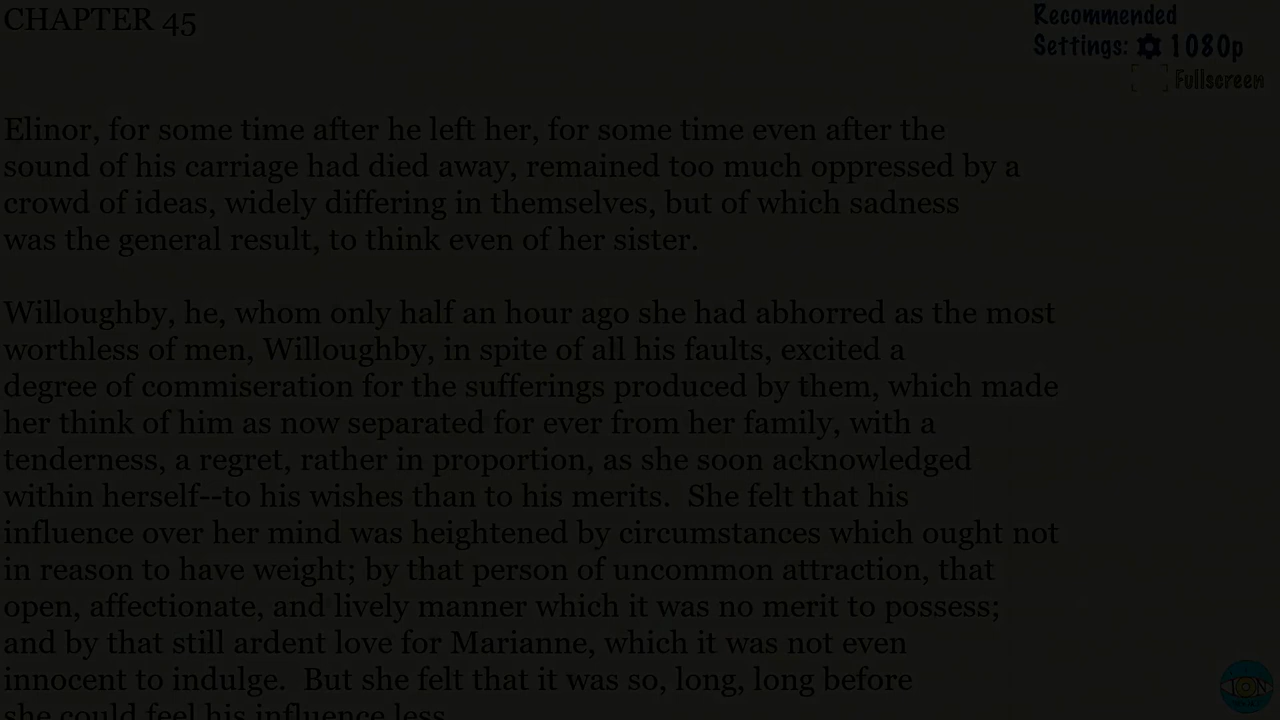 CHAPTER 45
Recommended
Settings: 1080p
Fullscreen
Elinor, for some time after he left her, for some time even after the
sound of his carriage had died away, remained too much oppressed by a
crowd of ideas, widely differing in themselves, but of which sadness
was the general result, to think even of her sister.
Willoughby, he, whom only half an hour ago she had abhorred as the most
worthless of men, Willoughby, in spite of all his faults, excited a
degree of commiseration for the sufferings produced by them, which made
her think of him as now separated for ever from her family, with a
tenderness, a regret, rather in proportion, as she soon acknowledged
within herself--to his wishes than to his merits.  She felt that his
influence over her mind was heightened by circumstances which ought not
in reason to have weight; by that person of uncommon attraction, that
open, affectionate, and lively manner which it was no merit to possess;
and by that still ardent love for Marianne, which it was not even
innocent to indulge.  But she felt that it was so, long, long before
she could feel his influence less.